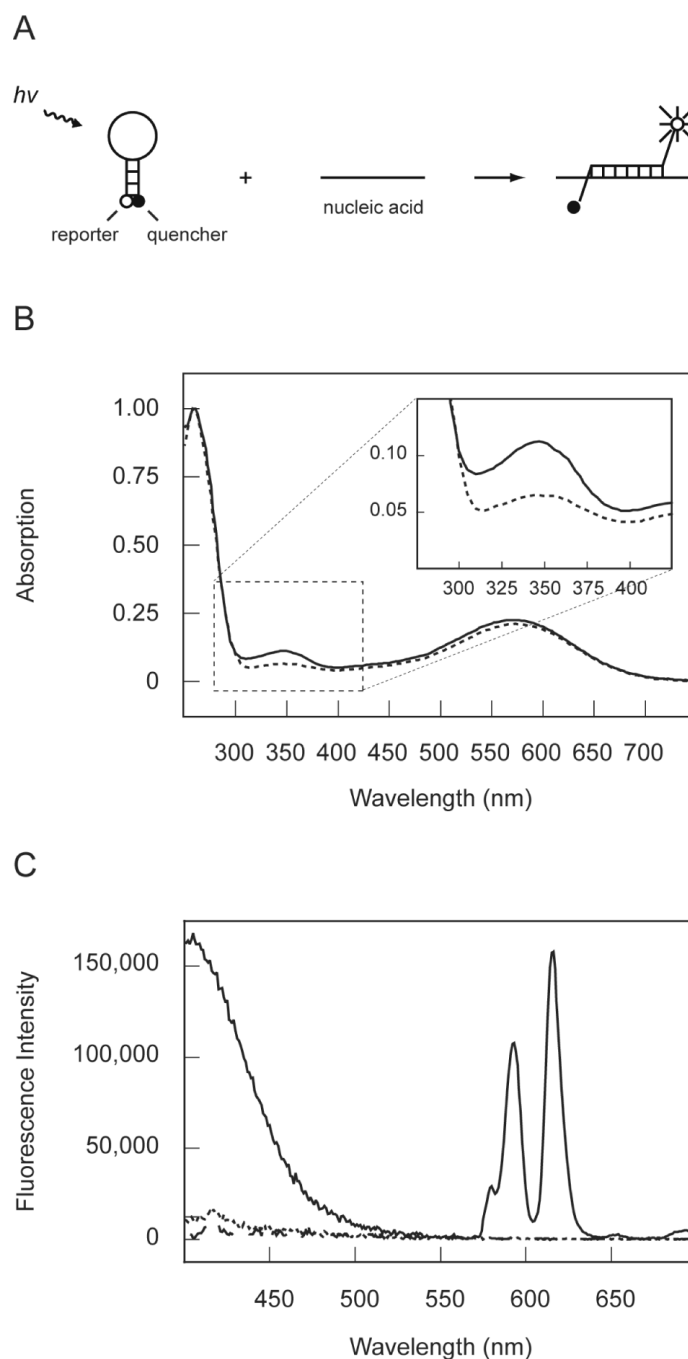 A
hν
+
nucleic acid
reporter quencher
B
1.00
0.75
0.50
0.25
0
Absorption
0.10
0.05
300 325 350 375 400
300 350 400 450 500 550 600 650 700
Wavelength (nm)
C
150,000
100,000
50,000
0
Fluorescence Intensity
450 500 550 600 650
Wavelength (nm)